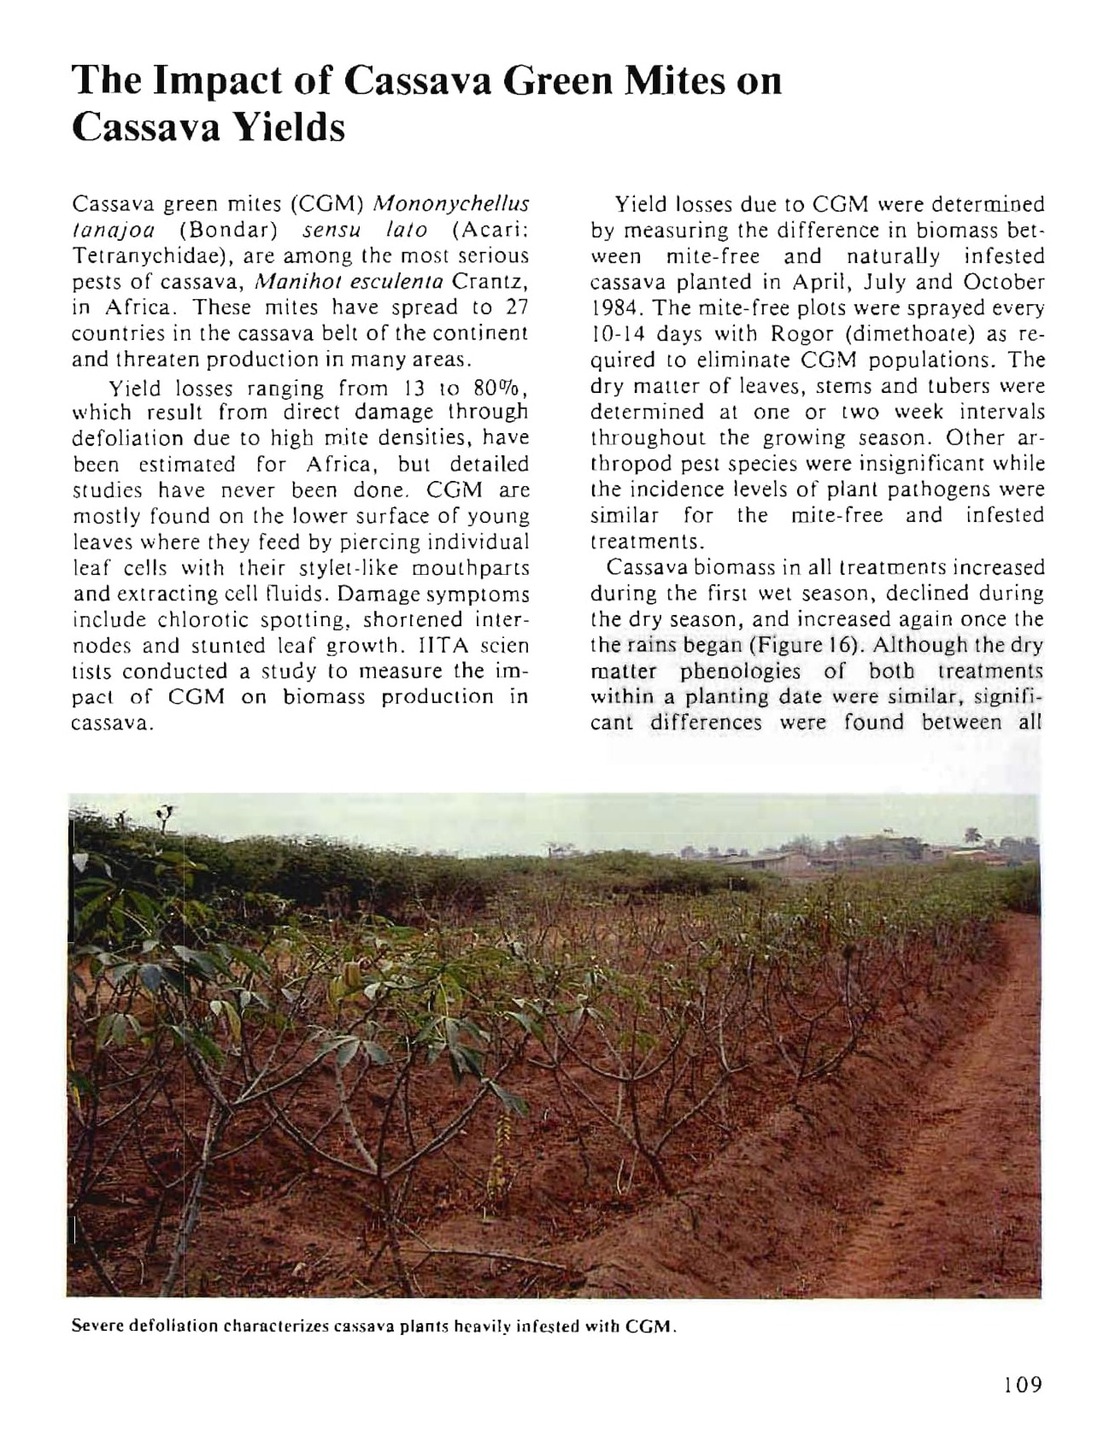 The Impact of Cassava Green Mites on
Cassava Yields
Cassava green mites (CGM) Mononychellus
tanajoa (Bondar) sensu lato (Acari:
Tetranychidae), are among the most serious
pests of cassava, Manihot esculenta Crantz,
in Africa. These mites have spread to 27
countries in the cassava belt of the continent
and threaten production in many areas.
Yield losses ranging from 13 to 80%,
which result from direct damage through
defoliation due to high mite densities, have
been estimated for Africa, but detailed
studies have never been done. CGM are
mostly found on the lower surface of young
leaves where they feed by piercing individual
leaf cells with their stylet-like mouthparts
and extracting cell fluids. Damage symptoms
include chlorotic spotting, shortened inter-
nodes and stunted leaf growth. IITA scien
tists conducted a study to measure the im-
pact of CGM on biomass production in
cassava.
Yield losses due to CGM were determined
by measuring the difference in biomass bet-
ween mite-free and naturally infested
cassava planted in April, July and October
1984. The mite-free plots were sprayed every
10-14 days with Rogor (dimethoate) as re-
quired to eliminate CGM populations. The
dry matter of leaves, stems and tubers were
determined at one or two week intervals
throughout the growing season. Other ar-
thropod pest species were insignificant while
the incidence levels of plant pathogens were
similar for the mite-free and infested
treatments.
Cassava biomass in all treatments increased
during the first wet season, declined during
the dry season, and increased again once the
the rains began (Figure 16). Although the dry
matter phenologies of both treatments
within a planting date were similar, signifi-
cant differences were found between all
Severe defoliation characterizes cassava plants heavily infested with CGM.
109